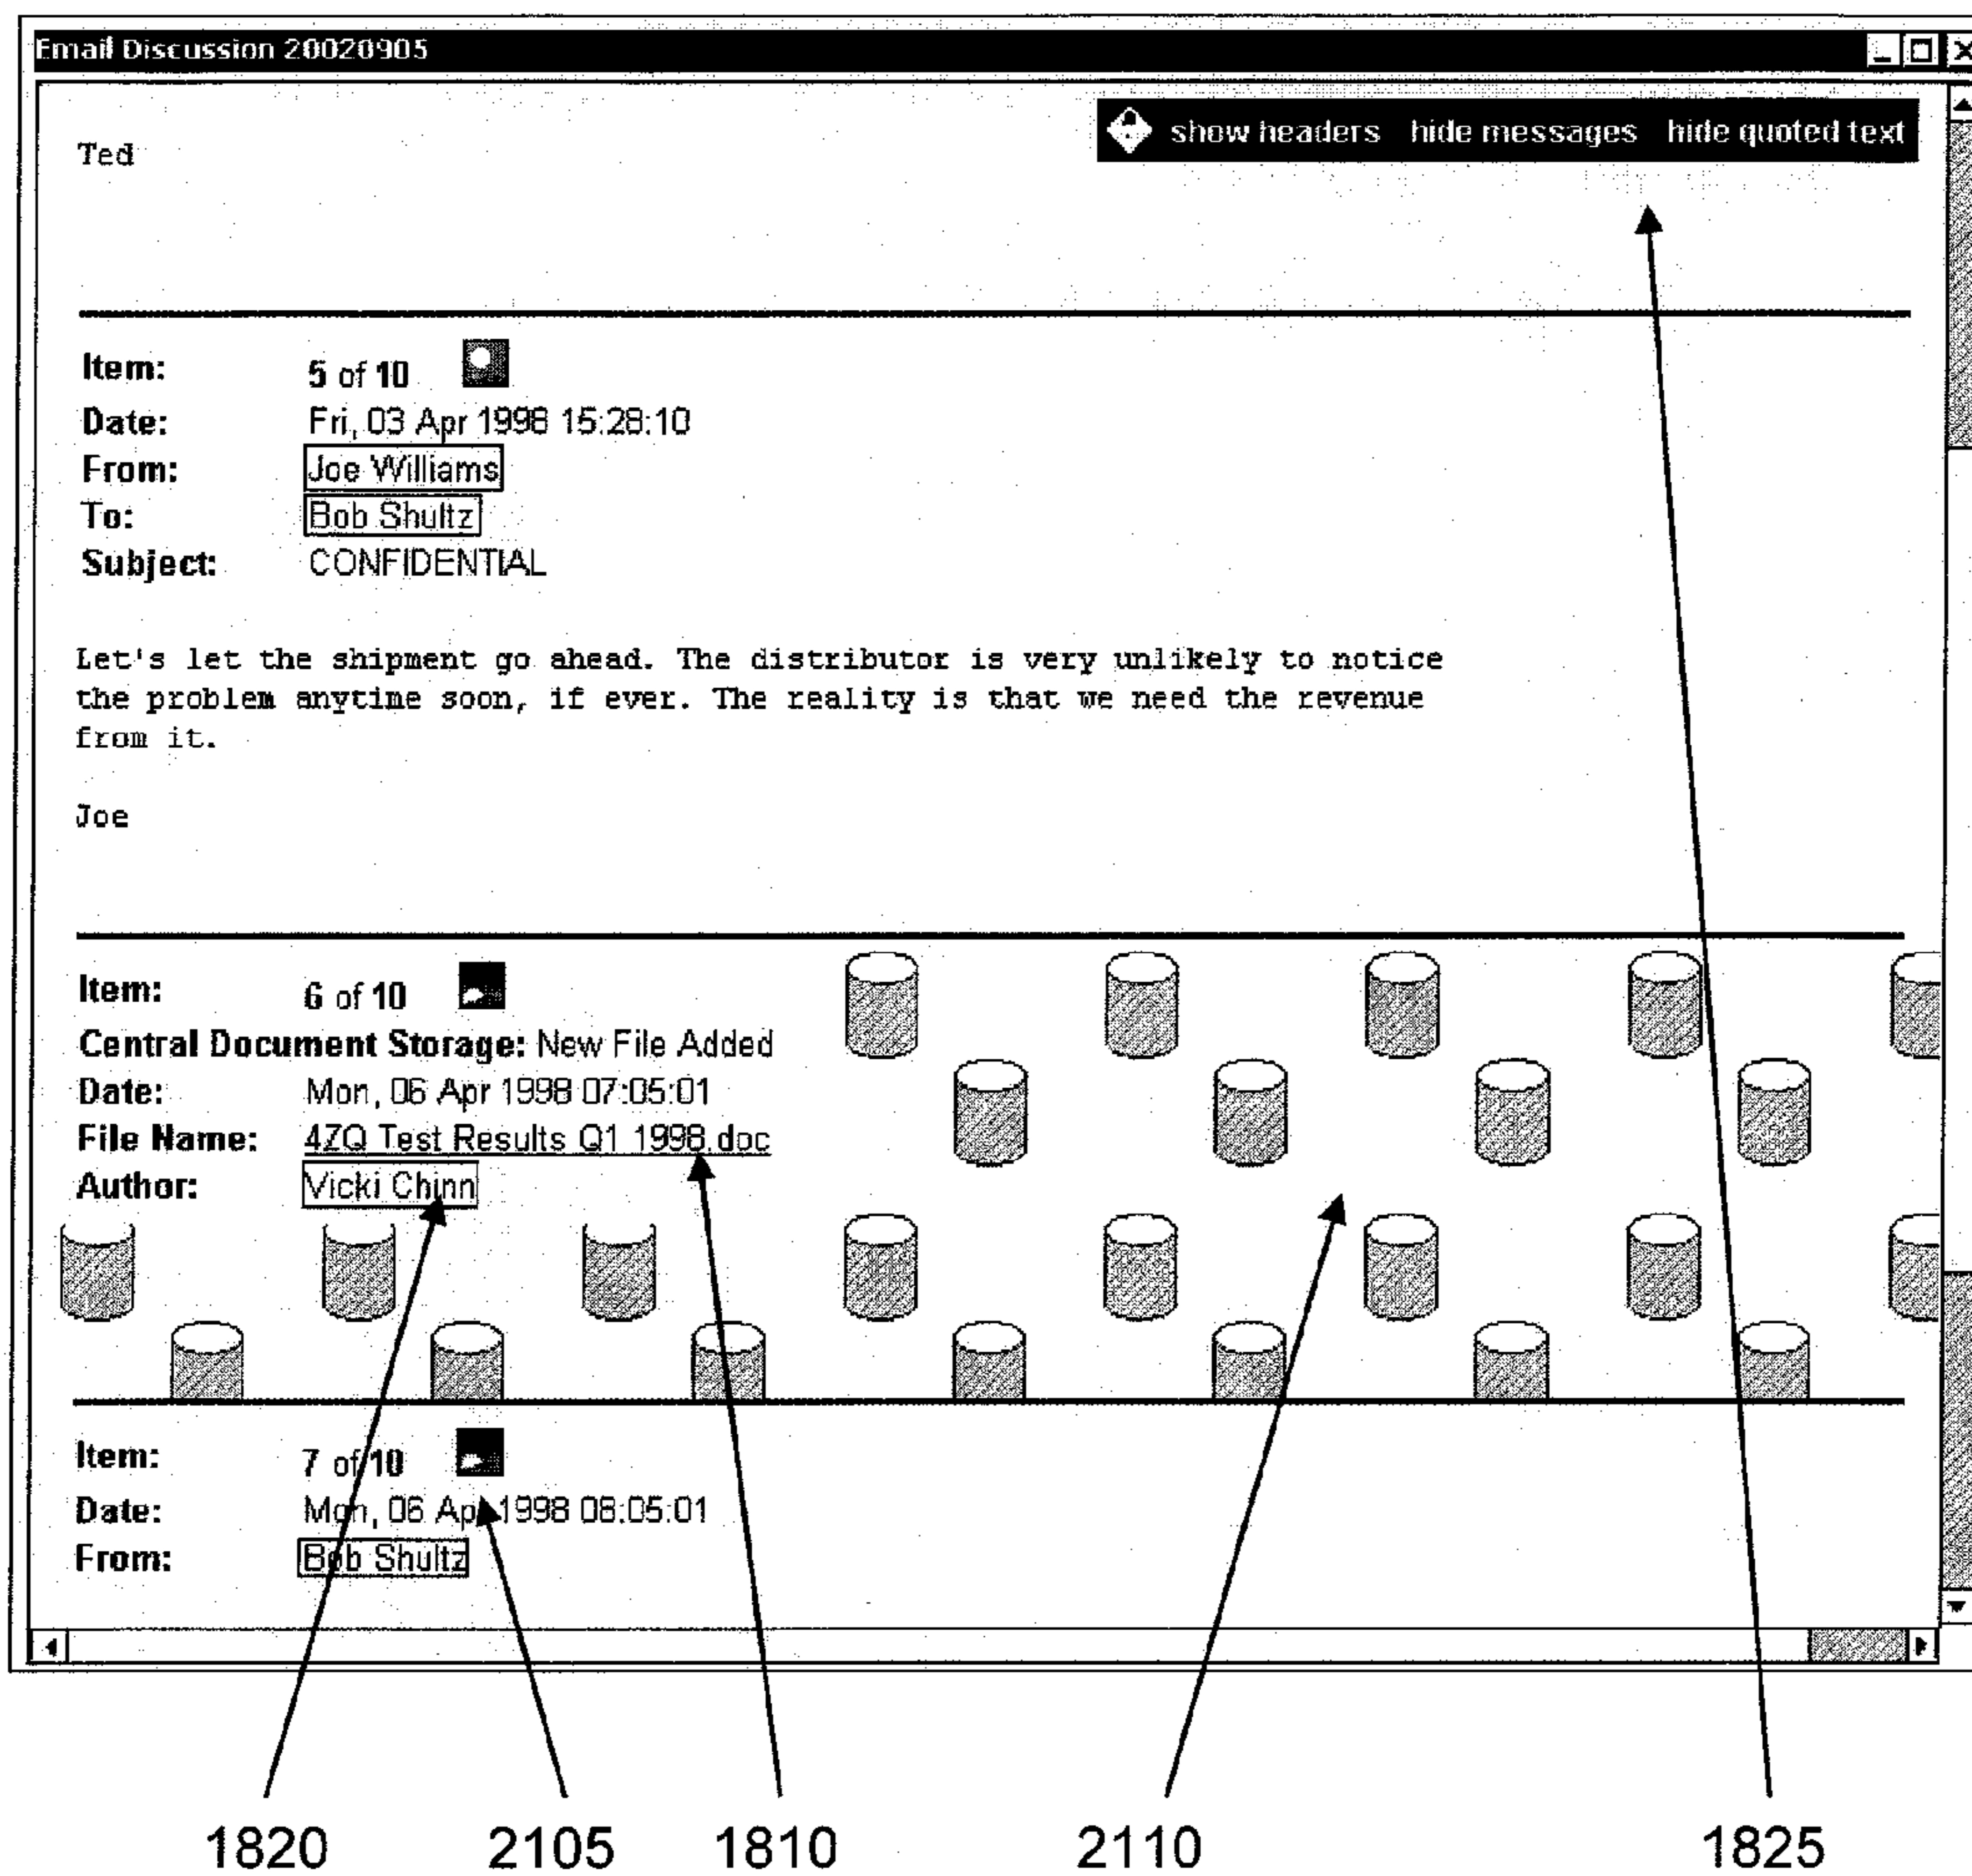 Email Discussion 20020905
show headers hide messages hide quoted text
Ted
Item: 5 of 10
Date: Fri, 03 Apr 1998 15:28:10
From: Joe Williams
To: Bob Shultz
Subject: CONFIDENTIAL
Let's let the shipment go ahead. The distributor is very unlikely to notice
the problem anytime soon, if ever. The reality is that we need the revenue
from it.
Joe
Item: 6 of 10
Central Document Storage: New File Added
Date: Mon, 06 Apr 1998 07:05:01
File Name: 4ZQ Test Results Q1 1998.doc
Author: Vicki Chinn
Item: 7 of 10
Date: Mon, 06 Apr 1998 08:05:01
From: Bob Shultz
1820 2105 1810 2110 1825